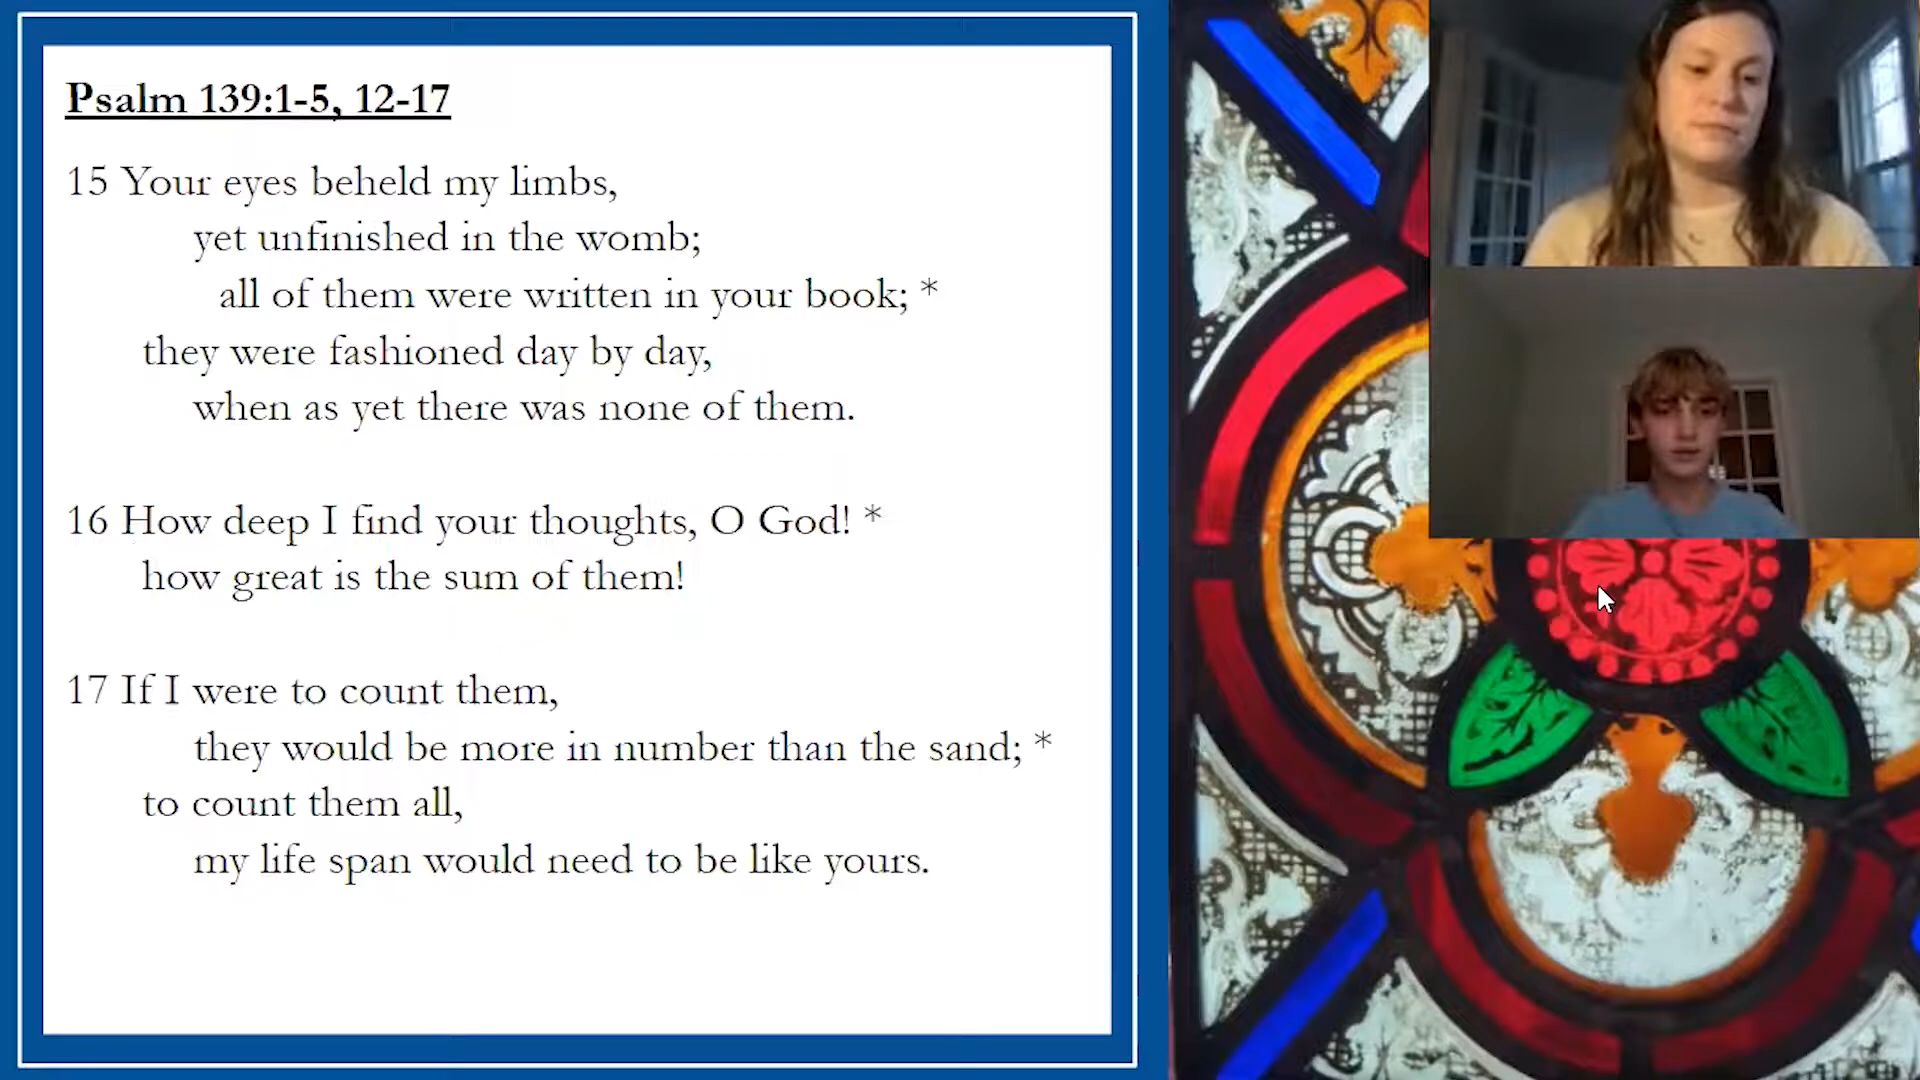 Psalm 139:1-5, 12-17
15 Your eyes beheld my limbs,
yet unfinished in the womb;
all of them were written in your book; *
they were fashioned day by day,
when as yet there was none of them.
16 How deep I find your thoughts, O God! *
how great is the sum of them!
17 If I were to count them,
they would be more in number than the sand; *
to count them all,
my life span would need to be like yours.